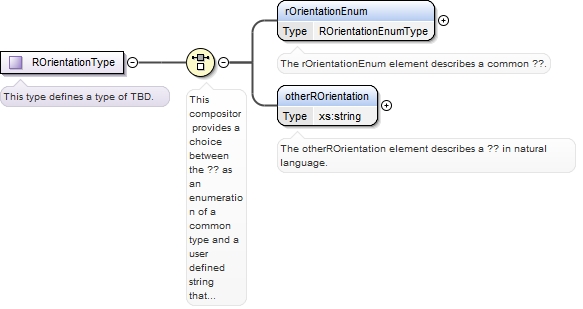 rOrientationEnum
Type ROrientationEnumType
The rOrientationEnum element describes a common ??.
ROrientationType
This type defines a type of TBD.
This
compositor
provides a
choice
between
the ?? as
an
enumeratio
n of a
common
type and a
user
defined
string
that...
otherROrientation
Type xs:string
The otherROrientation element describes a ?? in natural
language.